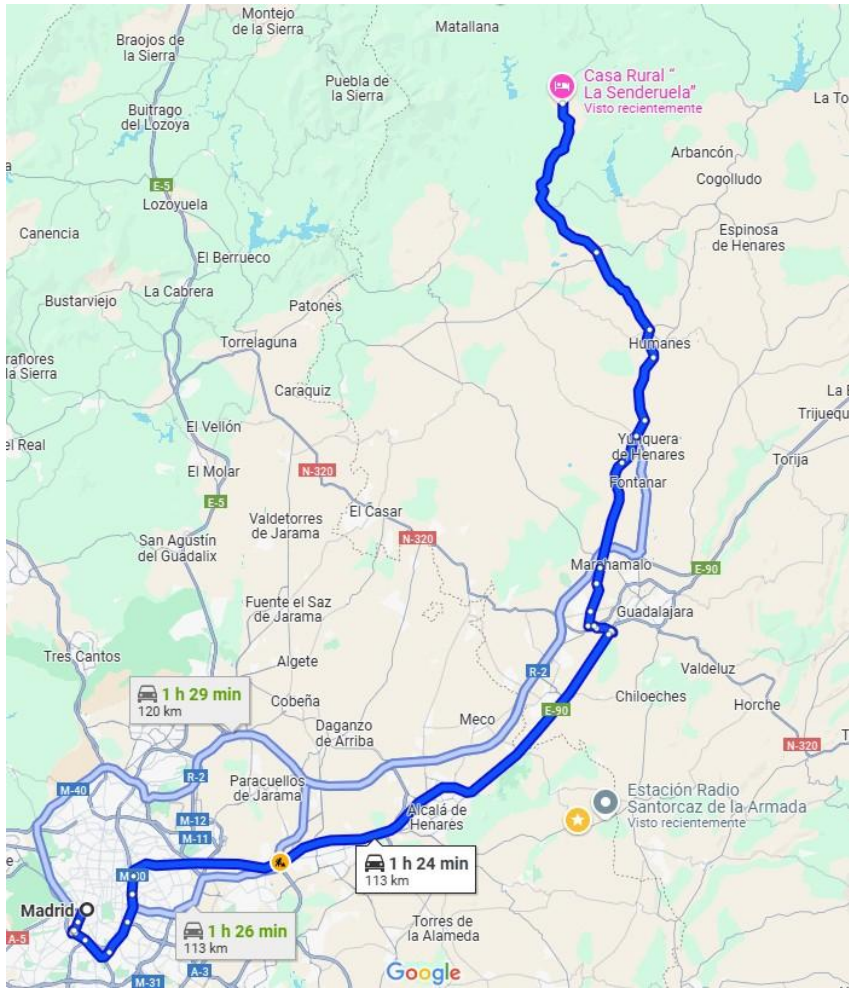 Montejo
de la Sierra
Matallana
Braojos de
la Sierra
Puebla de
la Sierra
Casa Rural "
La Senderuela"
Visto recientemente
La To
Buitrago
del Lozoya
Arbancón
Cogolludo
E-5
Lozoyuela
Canencia
Espinosa
de Henares
El Berrueco
La Cabrera
Bustarviejo
Patones
Torrelaguna
Humanes
raflores
la Sierra
Caraquiz
La E
Trijuequ
El Vellón
el Real
Yunquera
de Henares
Torija
El Molar
N-320
Fontanar
E-5
Valdetorres
de Jarama
El Casar
San Agustín
del Guadalix
N-320
Marchamalo
E-90
Fuente el Saz
de Jarama
Guadalajara
Tres Cantos
Algete
Valdeluz
R-2
1 h 29 min
120 km
Cobeña
Chiloeches
Horche
E-90
Meco
Daganzo
de Arriba
T
N-320
R-2
Paracuellos
de Jarama
M-40
Estación Radio
Santorcaz de la Armada
Visto recientemente
Alcalá de
Henares
M-12
M-11
1 h 24 min
113 km
Madrid
1 h 26 min
113 km
Torres de
la Alameda
A-5
A-3
M-31
Google